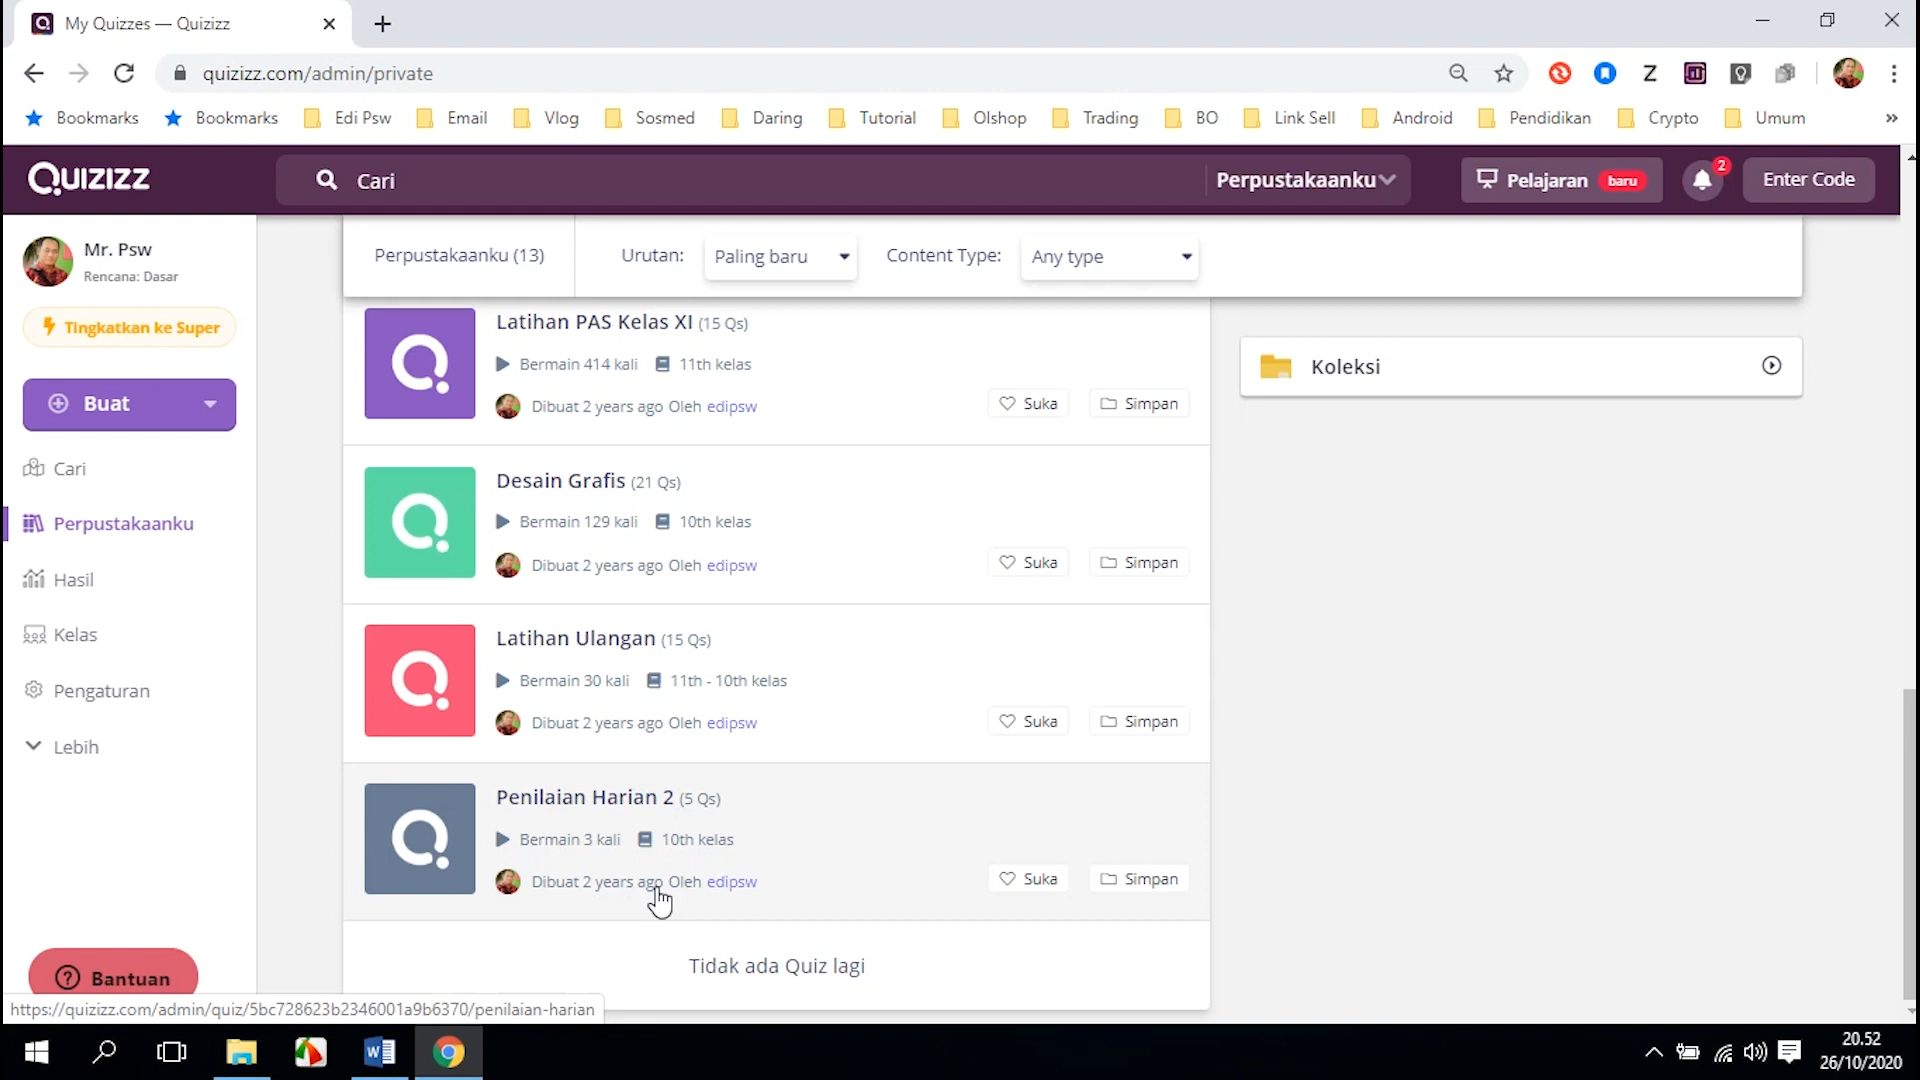 My Quizzes — Quizizz
quizizz.com/admin/private
Bookmarks Bookmarks Edi Psw Email Vlog Sosmed Daring Tutorial Olshop Trading BO Link Sell Android Pendidikan Crypto Umum »
QUIZIZZ
Cari
Perpustakaanku
Pelajaran baru
2
Enter Code
Mr. Psw
Rencana: Dasar
Tingkatkan ke Super
Buat
Cari
Perpustakaanku
Hasil
Kelas
Pengaturan
Lebih
Bantuan
Perpustakaanku (13)
Urutan: Paling baru
Content Type: Any type
Latihan PAS Kelas XI (15 Qs)
Bermain 414 kali 11th kelas
Dibuat 2 years ago Oleh edipsw
Suka Simpan
Desain Grafis (21 Qs)
Bermain 129 kali 10th kelas
Dibuat 2 years ago Oleh edipsw
Suka Simpan
Latihan Ulangan (15 Qs)
Bermain 30 kali 11th - 10th kelas
Dibuat 2 years ago Oleh edipsw
Suka Simpan
Penilaian Harian 2 (5 Qs)
Bermain 3 kali 10th kelas
Dibuat 2 years ago Oleh edipsw
Suka Simpan
Tidak ada Quiz lagi
Koleksi
https://quizizz.com/admin/quiz/5bc728623b2346001a9b6370/penilaian-harian
20.52
26/10/2020